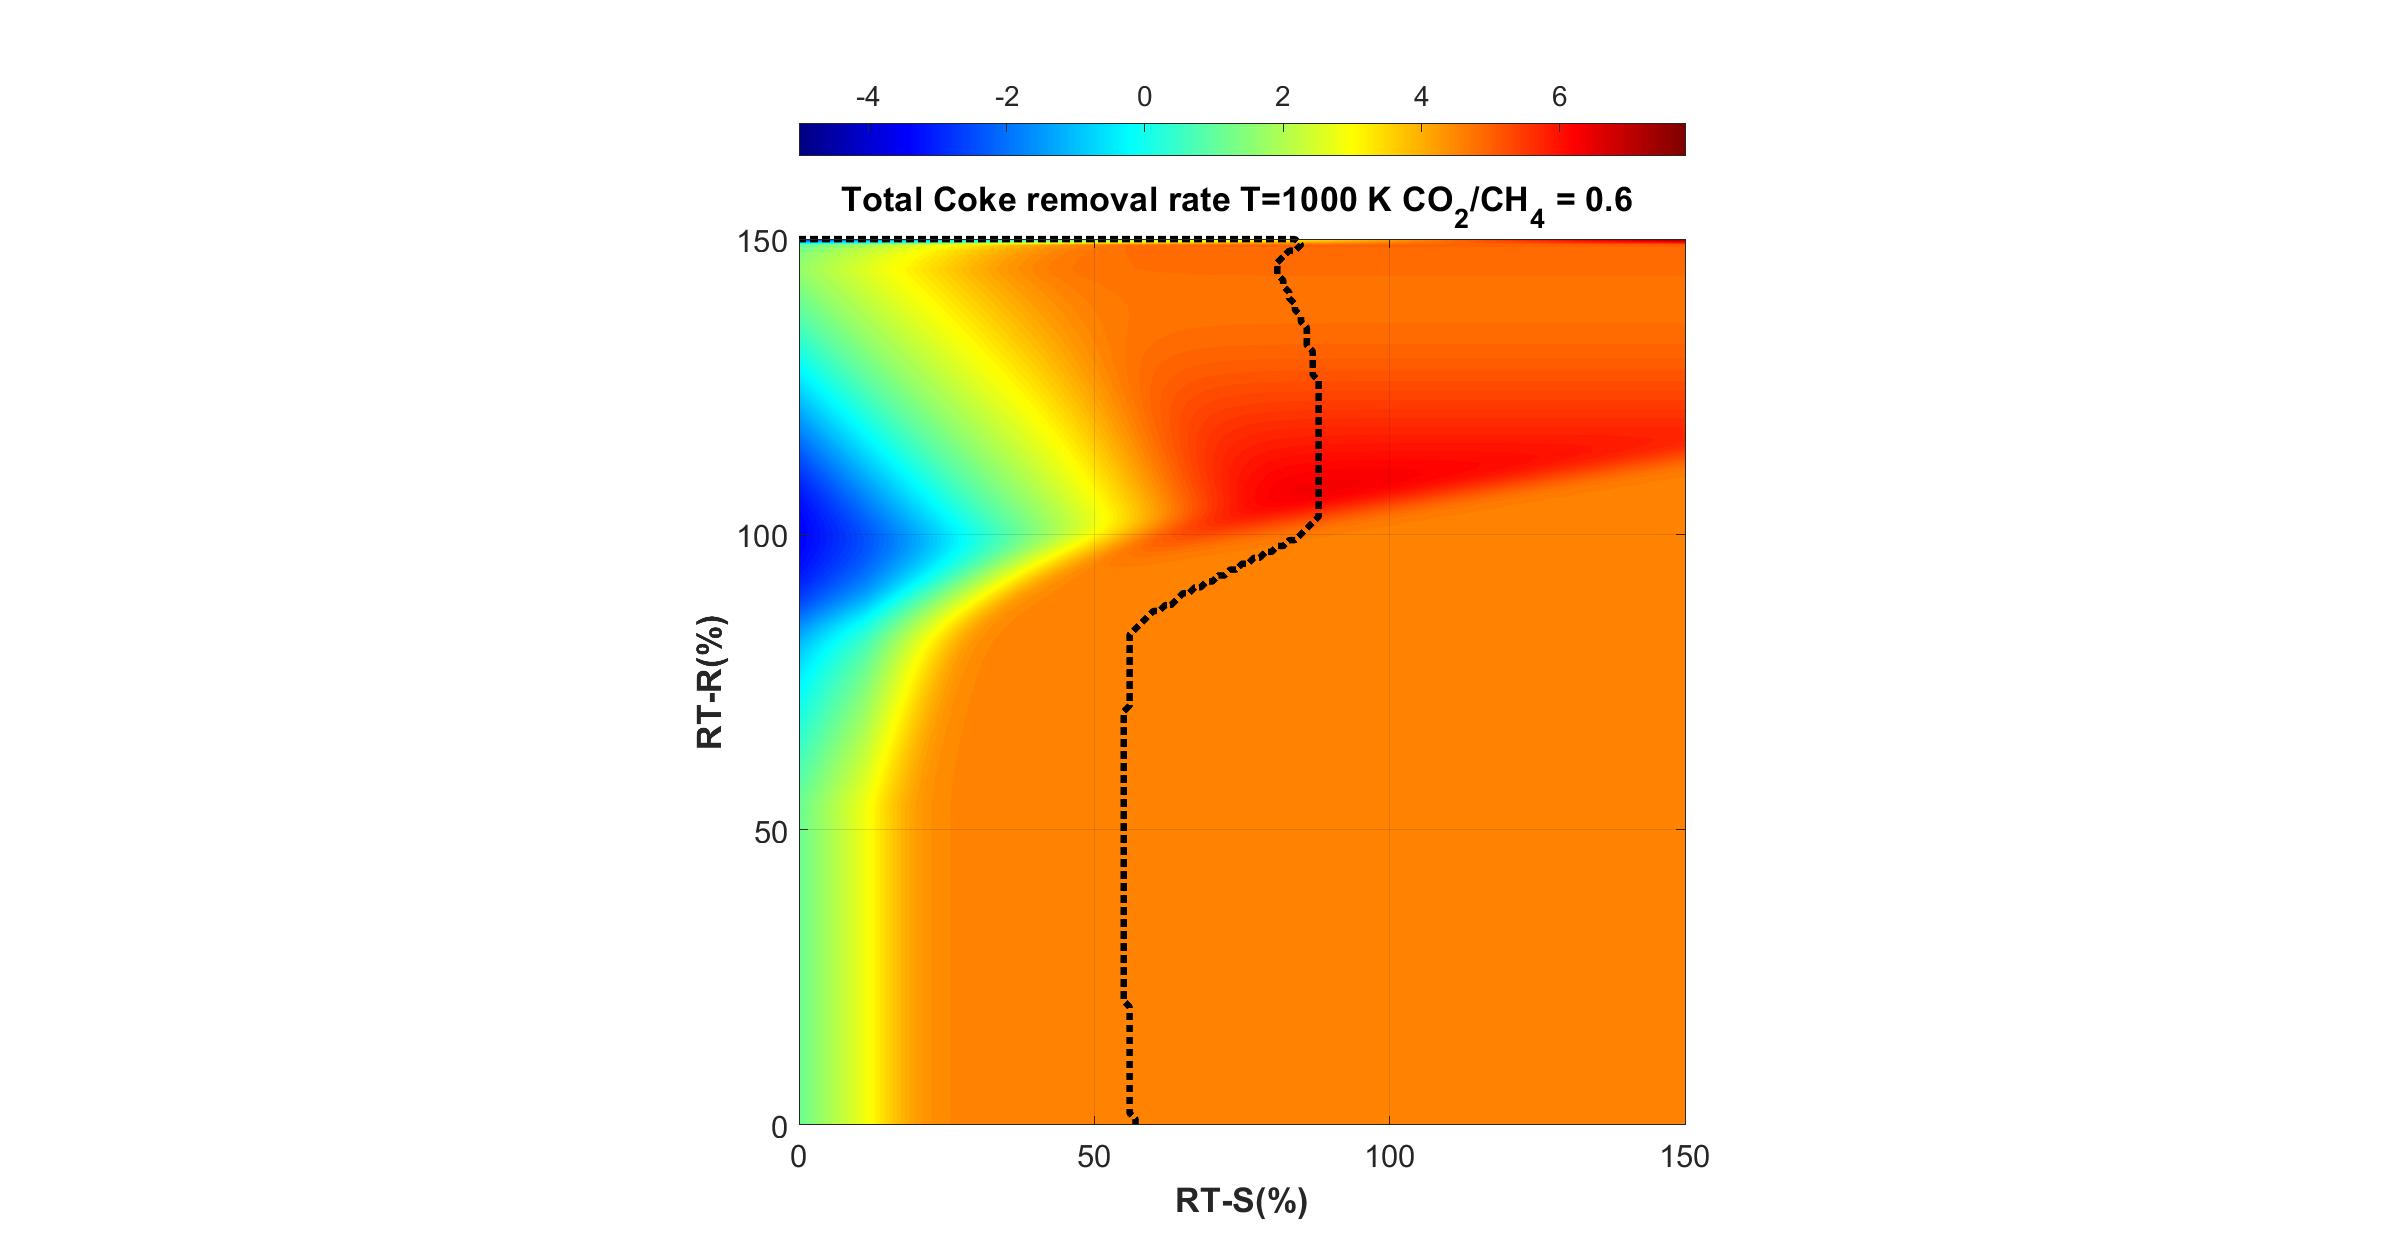 -4 -2 0 2 4 6
Total Coke removal rate T=1000 K CO₂/CH₄ = 0.6
150
100
50
0
RT-R(%)
0 50 100 150
RT-S(%)